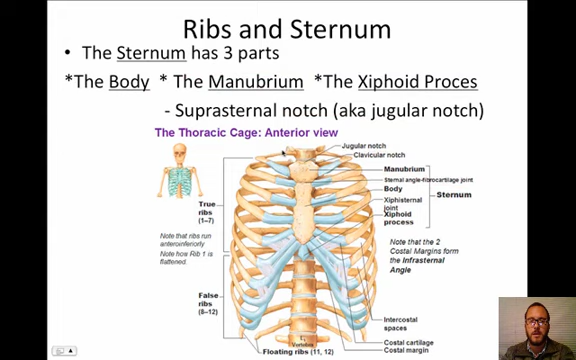 Ribs and Sternum
• The Sternum has 3 parts
*The Body * The Manubrium *The Xiphoid Proces
- Suprasternal notch (aka jugular notch)
The Thoracic Cage: Anterior view
Jugular notch
Clavicular notch
Manubrium
Sternal angle-fibrocartilage joint
Body
Xiphisternal
joint
Xiphoid
process
Sternum
True
ribs
(1–7)
Note that ribs run
anteroinferiorly
Note how Rib 1 is
flattened.
Note that the 2
Costal Margins form
the Infrasternal
Angle
False
ribs
(8–12)
Intercostal
spaces
Costal cartilage
Costal margin
Vertebra
Floating ribs (11, 12)